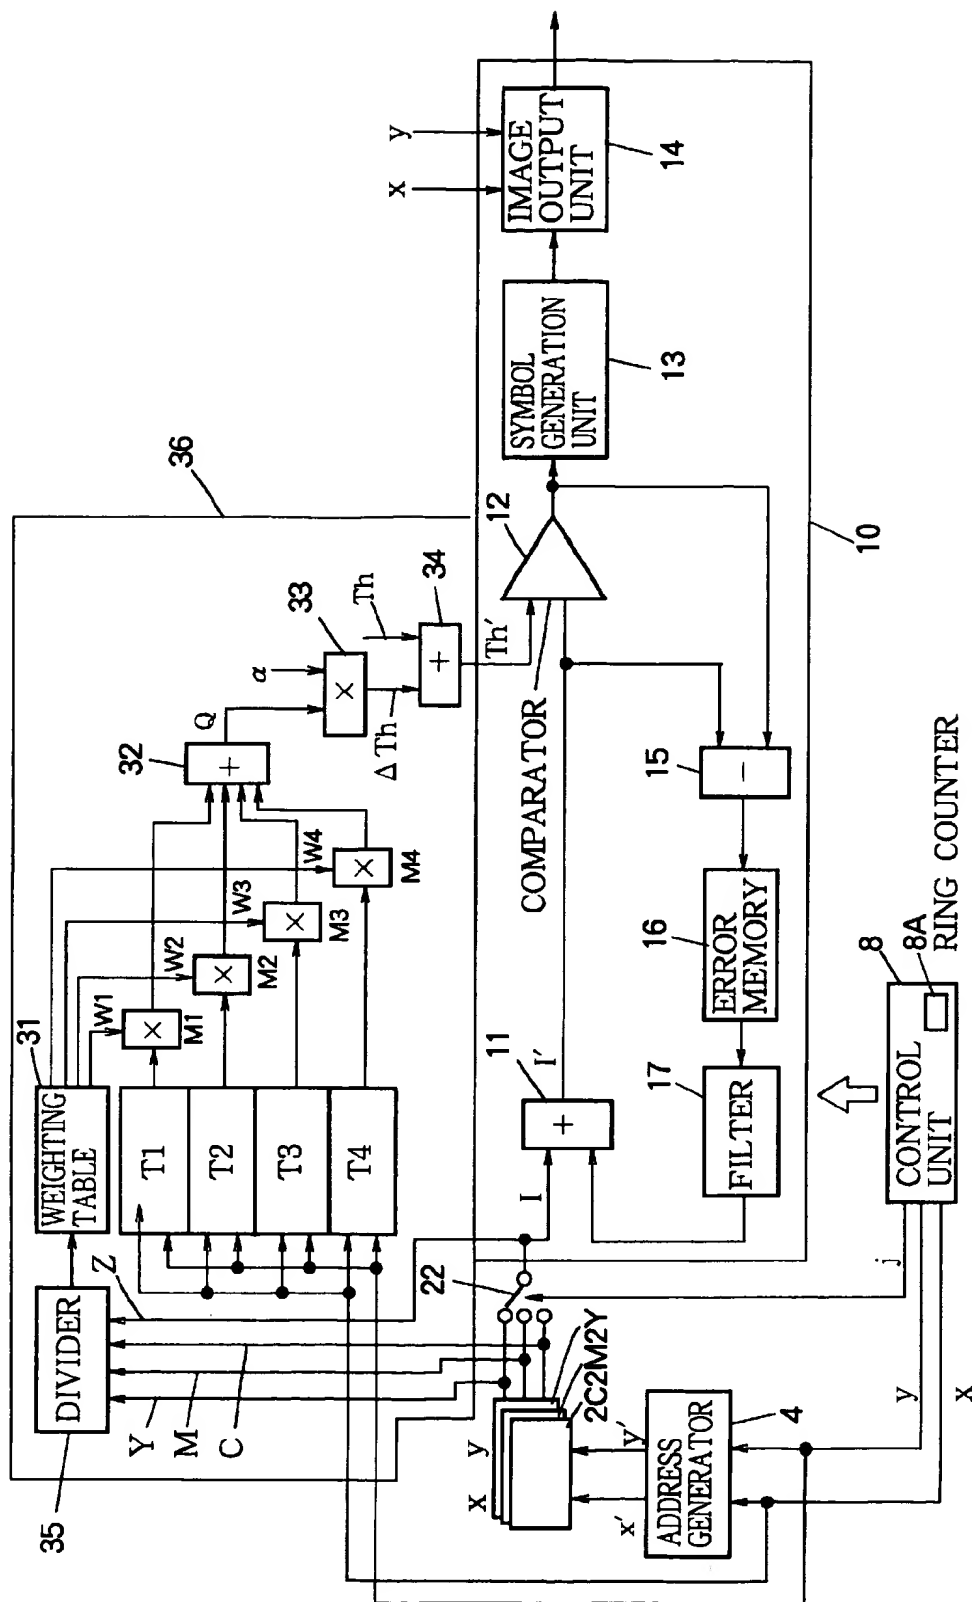 36
35
DIVIDER
Z
Y
M
C
31
WEIGHTING
TABLE
T1
T2
T3
T4
W1
W2
W3
W4
×
M1
×
M2
×
M3
×
M4
32
+
Q
α
33
×
ΔTh
Th
34
+
Th'
12
COMPARATOR
13
SYMBOL
GENERATION
UNIT
x
y
14
IMAGE
OUTPUT
UNIT
10
11
+
I
I'
15
−
16
ERROR
MEMORY
17
FILTER
22
2C2M2Y
x
y
x'
y'
4
ADDRESS
GENERATOR
8
8A
RING COUNTER
CONTROL
UNIT
j
y
x